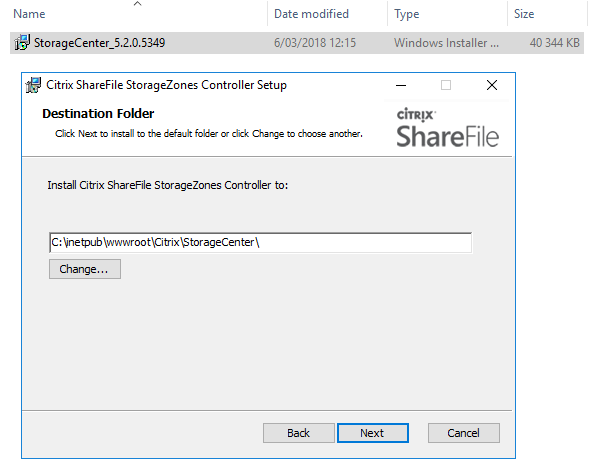 Name Date modified Type Size
StorageCenter_5.2.0.5349 6/03/2018 12:15 Windows Installer ... 40 344 KB
Citrix ShareFile StorageZones Controller Setup
Destination Folder
Click Next to install to the default folder or click Change to choose another.
CITRIX
ShareFile
Install Citrix ShareFile StorageZones Controller to:
C:\inetpub\wwwroot\Citrix\StorageCenter\
Change...
Back Next Cancel